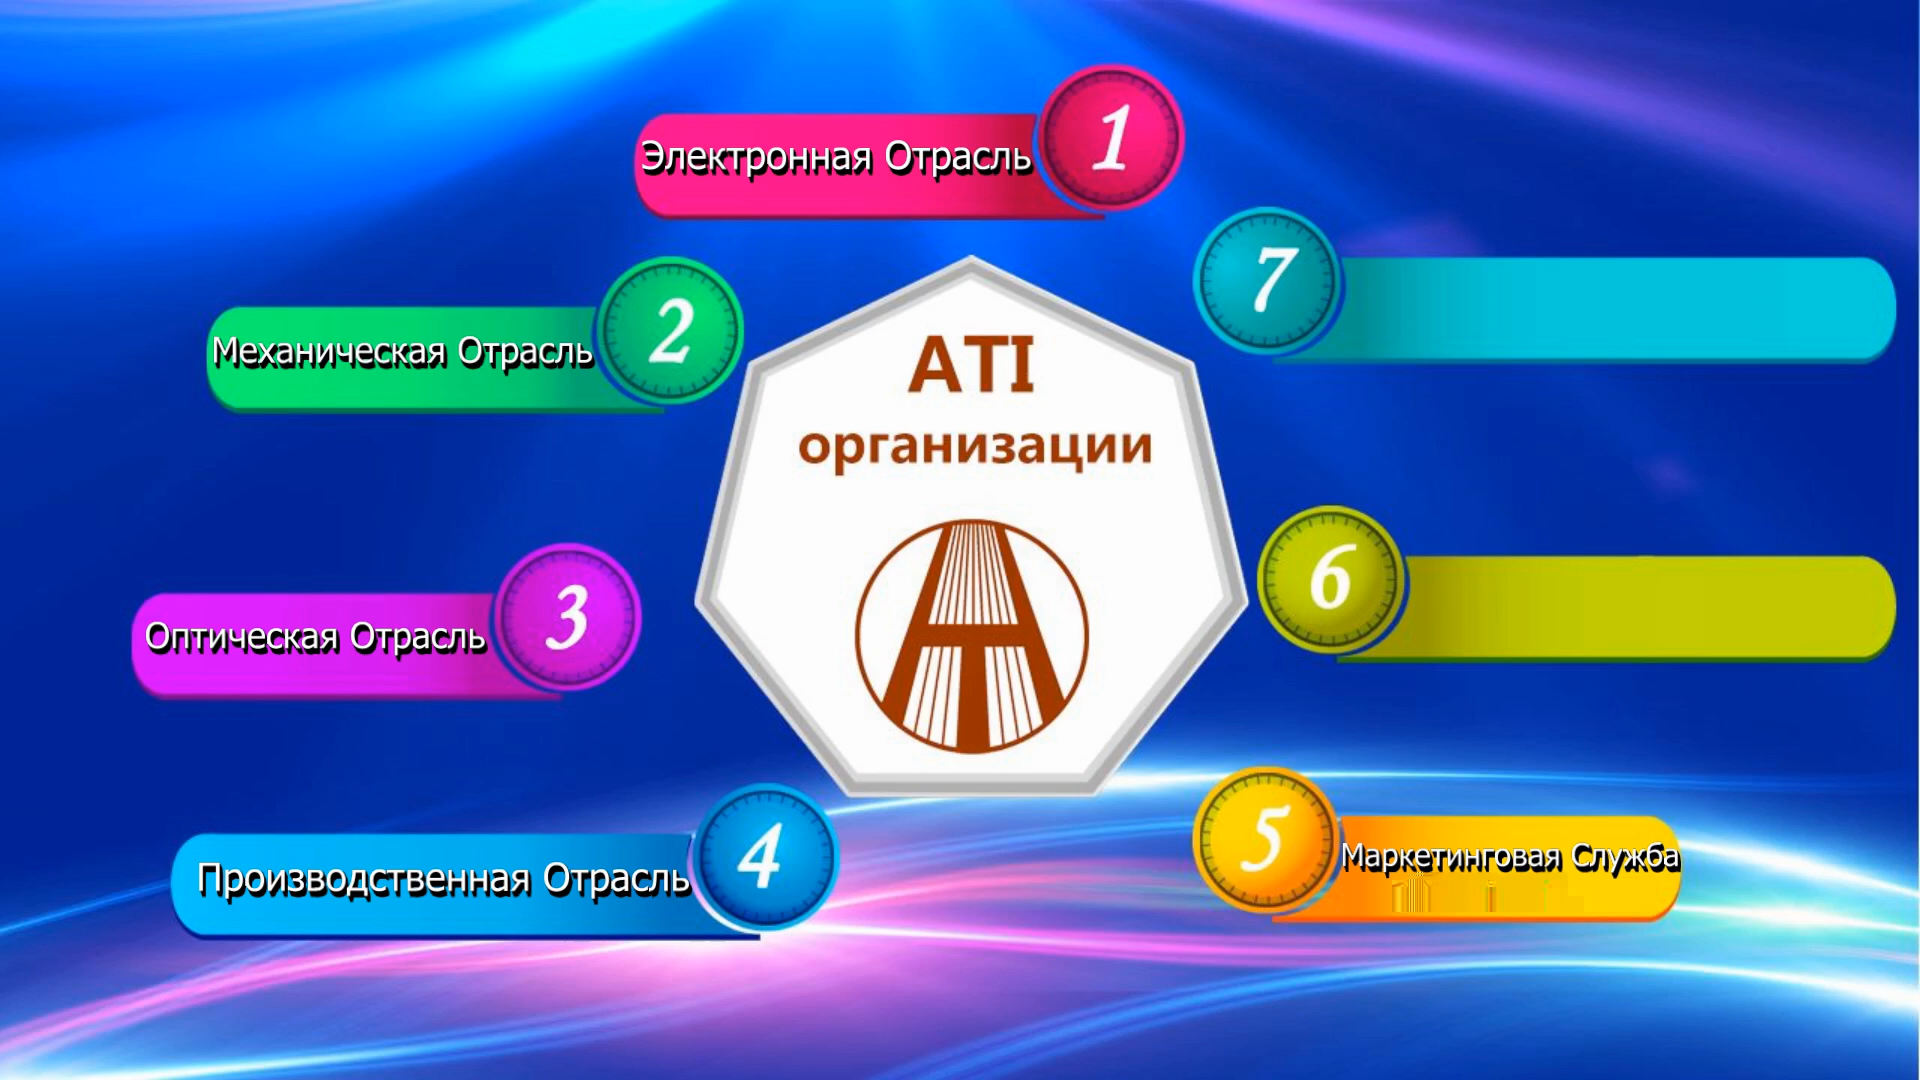 Электронная Отрасль
1
2
Механическая Отрасль
3
Оптическая Отрасль
4
Производственная Отрасль
5
Маркетинговая Служба
6
7
ATI
организации